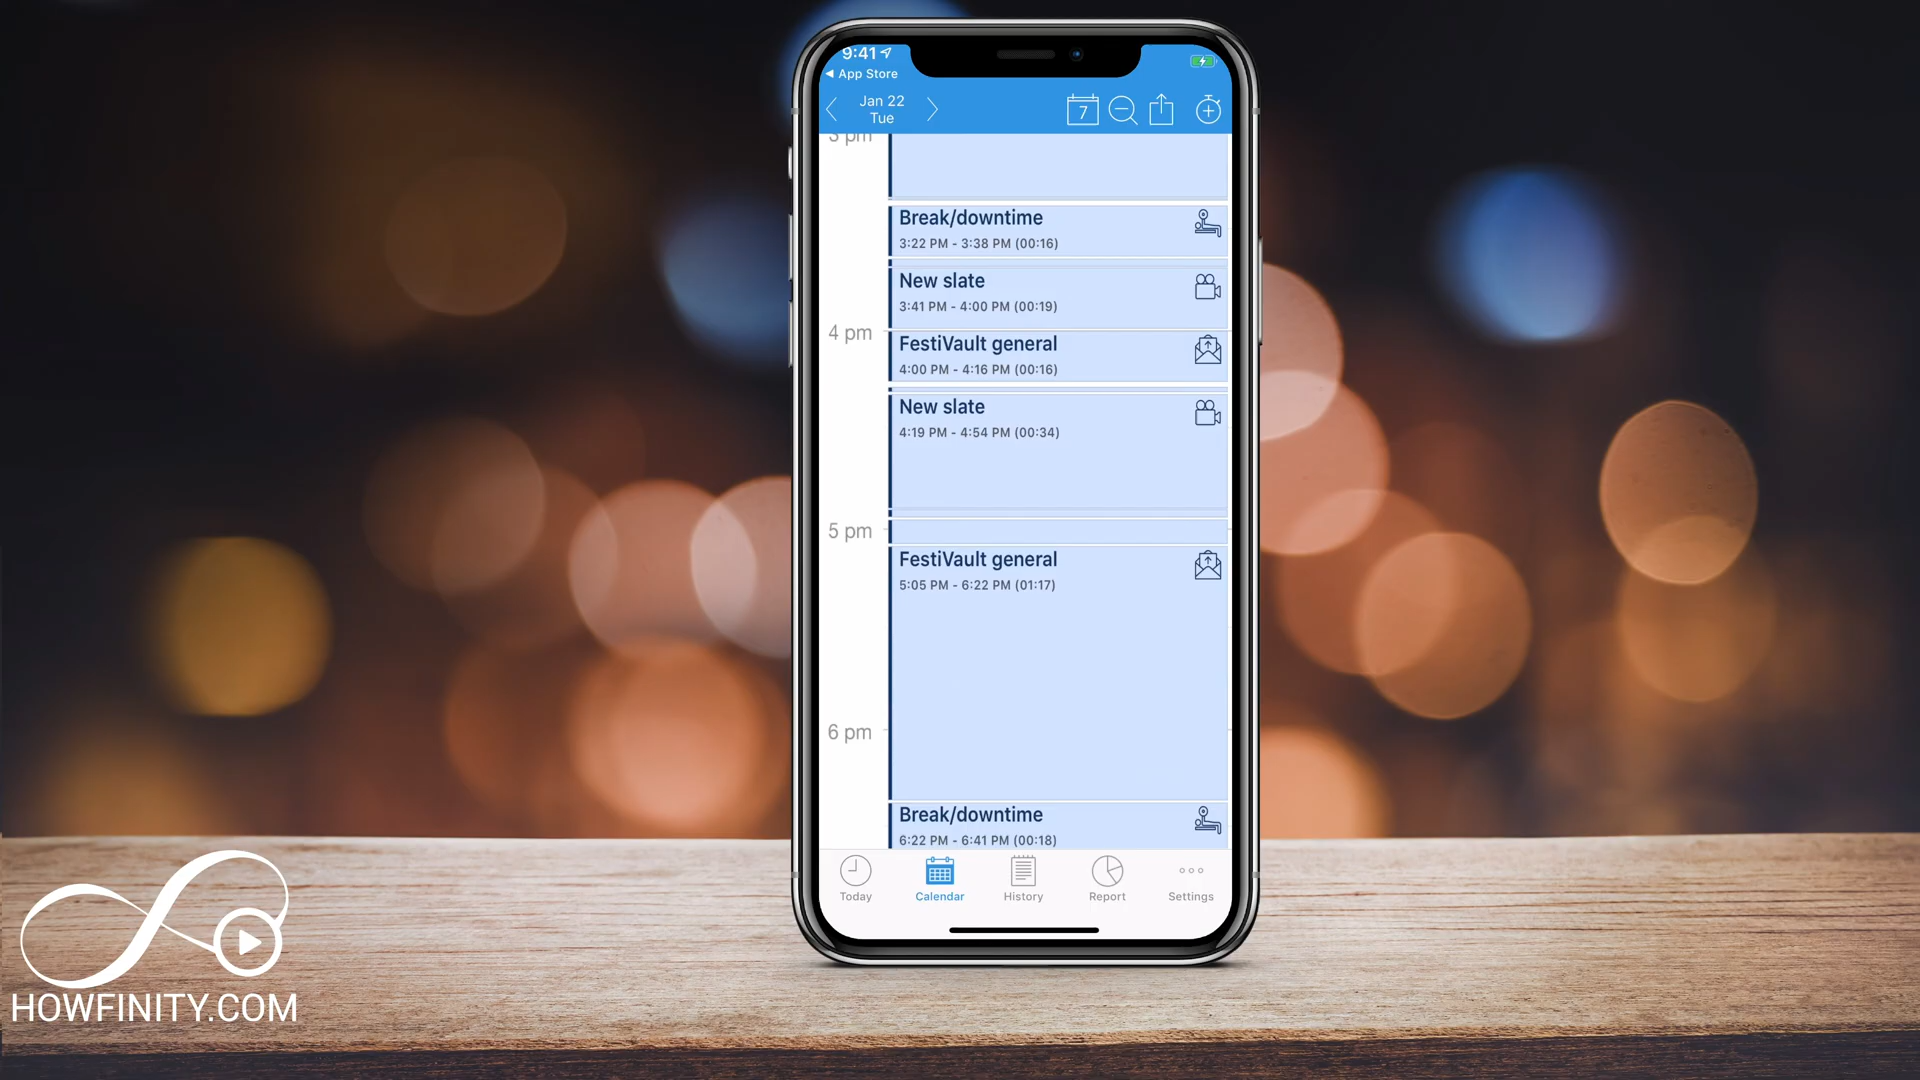 9:41
App Store
Jan 22
Tue
7
3 pm
Break/downtime
3:22 PM - 3:38 PM (00:16)
New slate
3:41 PM - 4:00 PM (00:19)
4 pm
FestiVault general
4:00 PM - 4:16 PM (00:16)
New slate
4:19 PM - 4:54 PM (00:34)
5 pm
FestiVault general
5:05 PM - 6:22 PM (01:17)
6 pm
Break/downtime
6:22 PM - 6:41 PM (00:18)
Today
Calendar
History
Report
Settings
HOWFINITY.COM